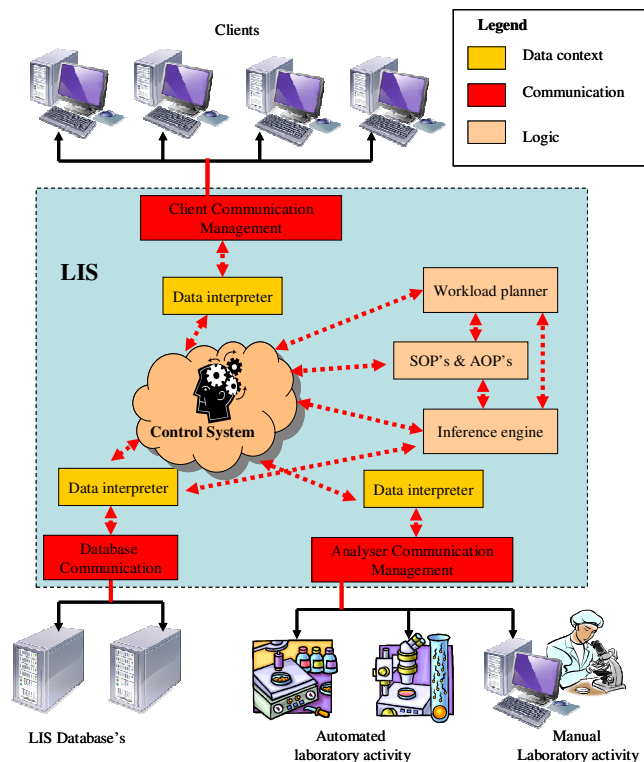 Clients
Legend
Data context
Communication
Logic
Client Communication
Management
LIS
Data interpreter
Workload planner
SOP's & AOP's
Control System
Inference engine
Data interpreter
Data interpreter
Database
Communication
Analyser Communication
Management
LIS Database's
Automated
laboratory activity
Manual
Laboratory activity